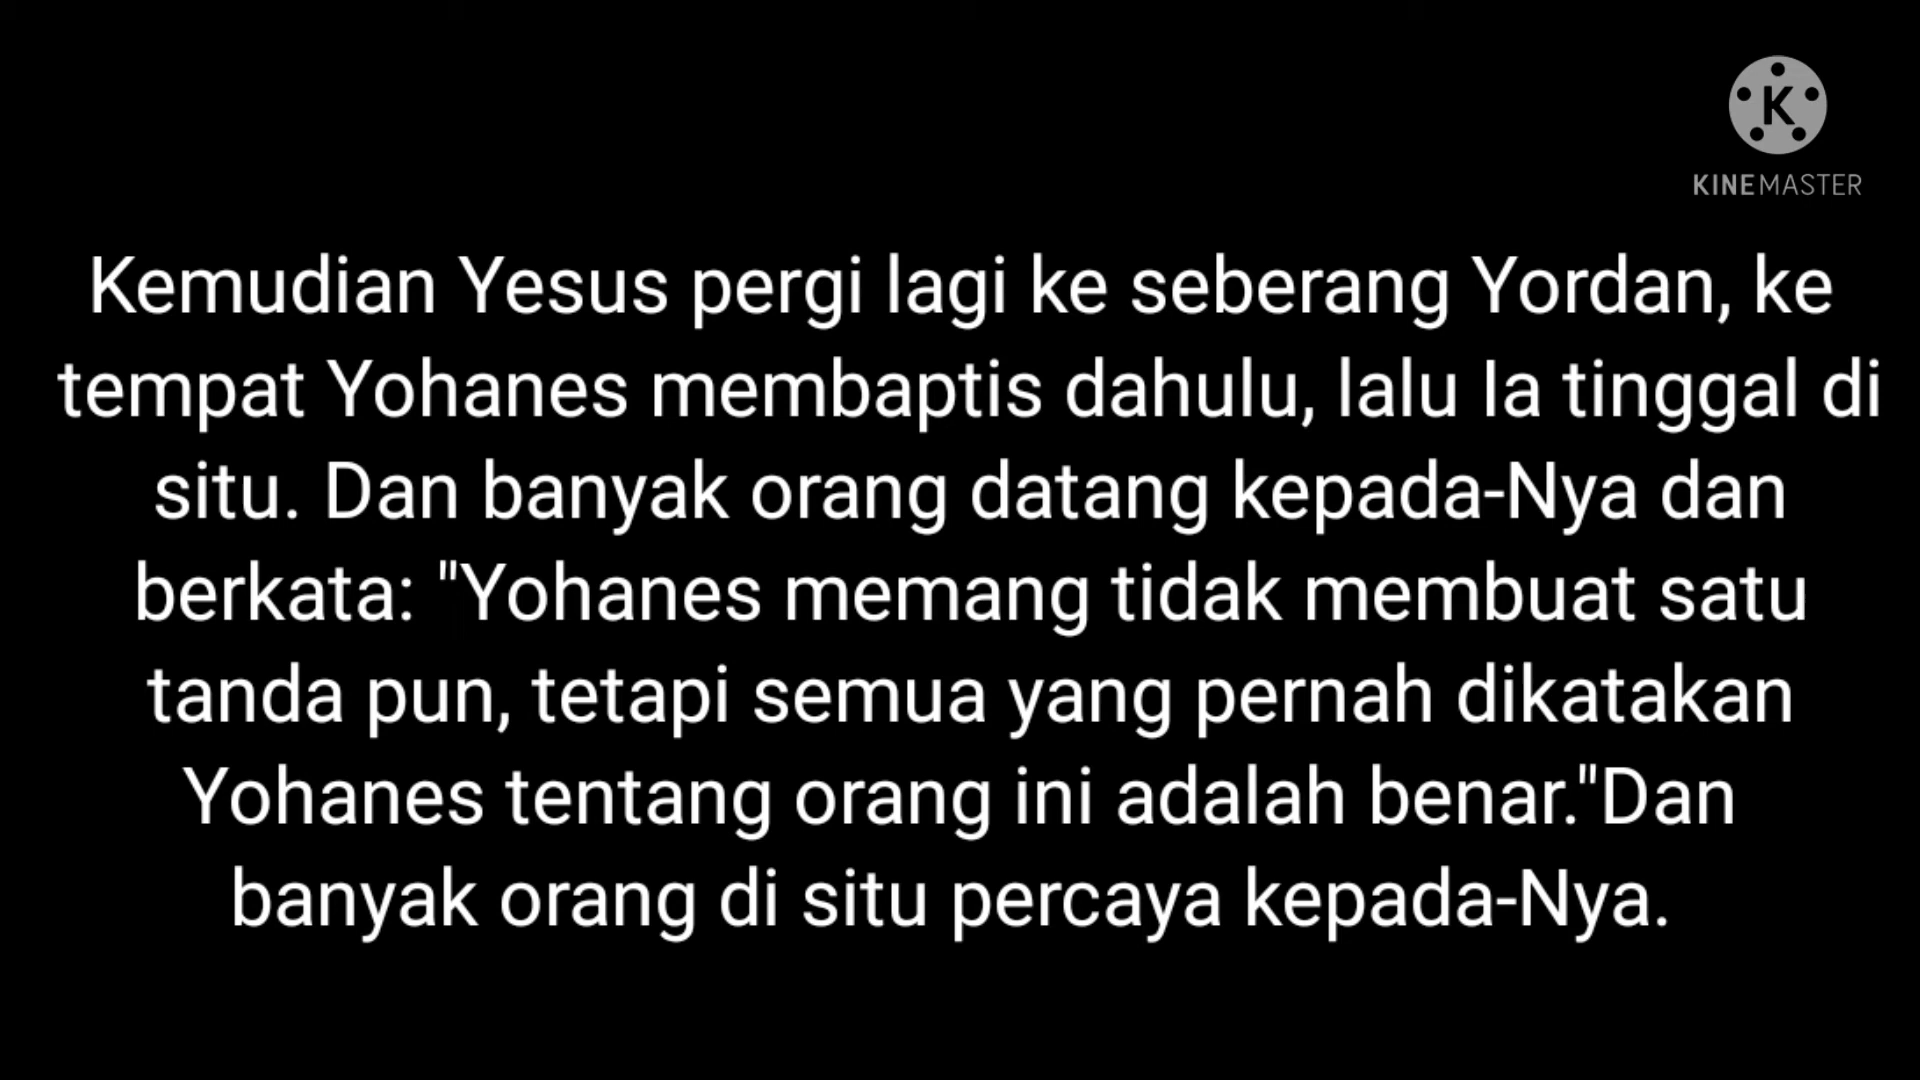 K
KINEMASTER
Kemudian Yesus pergi lagi ke seberang Yordan, ke
tempat Yohanes membaptis dahulu, lalu Ia tinggal di
situ. Dan banyak orang datang kepada-Nya dan
berkata: "Yohanes memang tidak membuat satu
tanda pun, tetapi semua yang pernah dikatakan
Yohanes tentang orang ini adalah benar."Dan
banyak orang di situ percaya kepada-Nya.